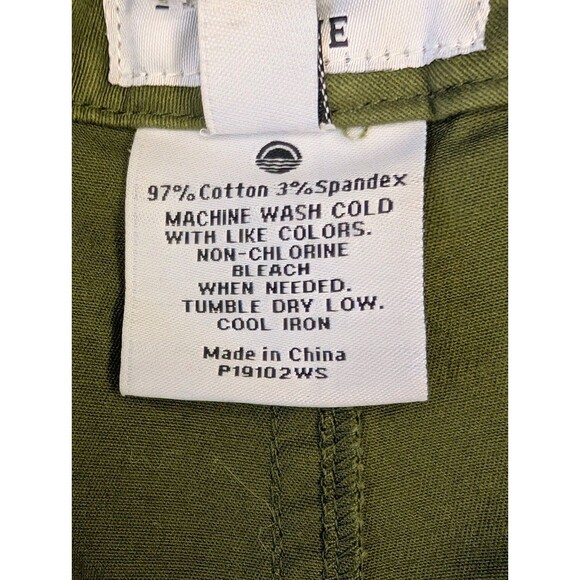 97% Cotton 3% Spandex
MACHINE WASH COLD
WITH LIKE COLORS.
NON-CHLORINE
BLEACH
WHEN NEEDED.
TUMBLE DRY LOW.
COOL IRON
Made in China
P19102WS